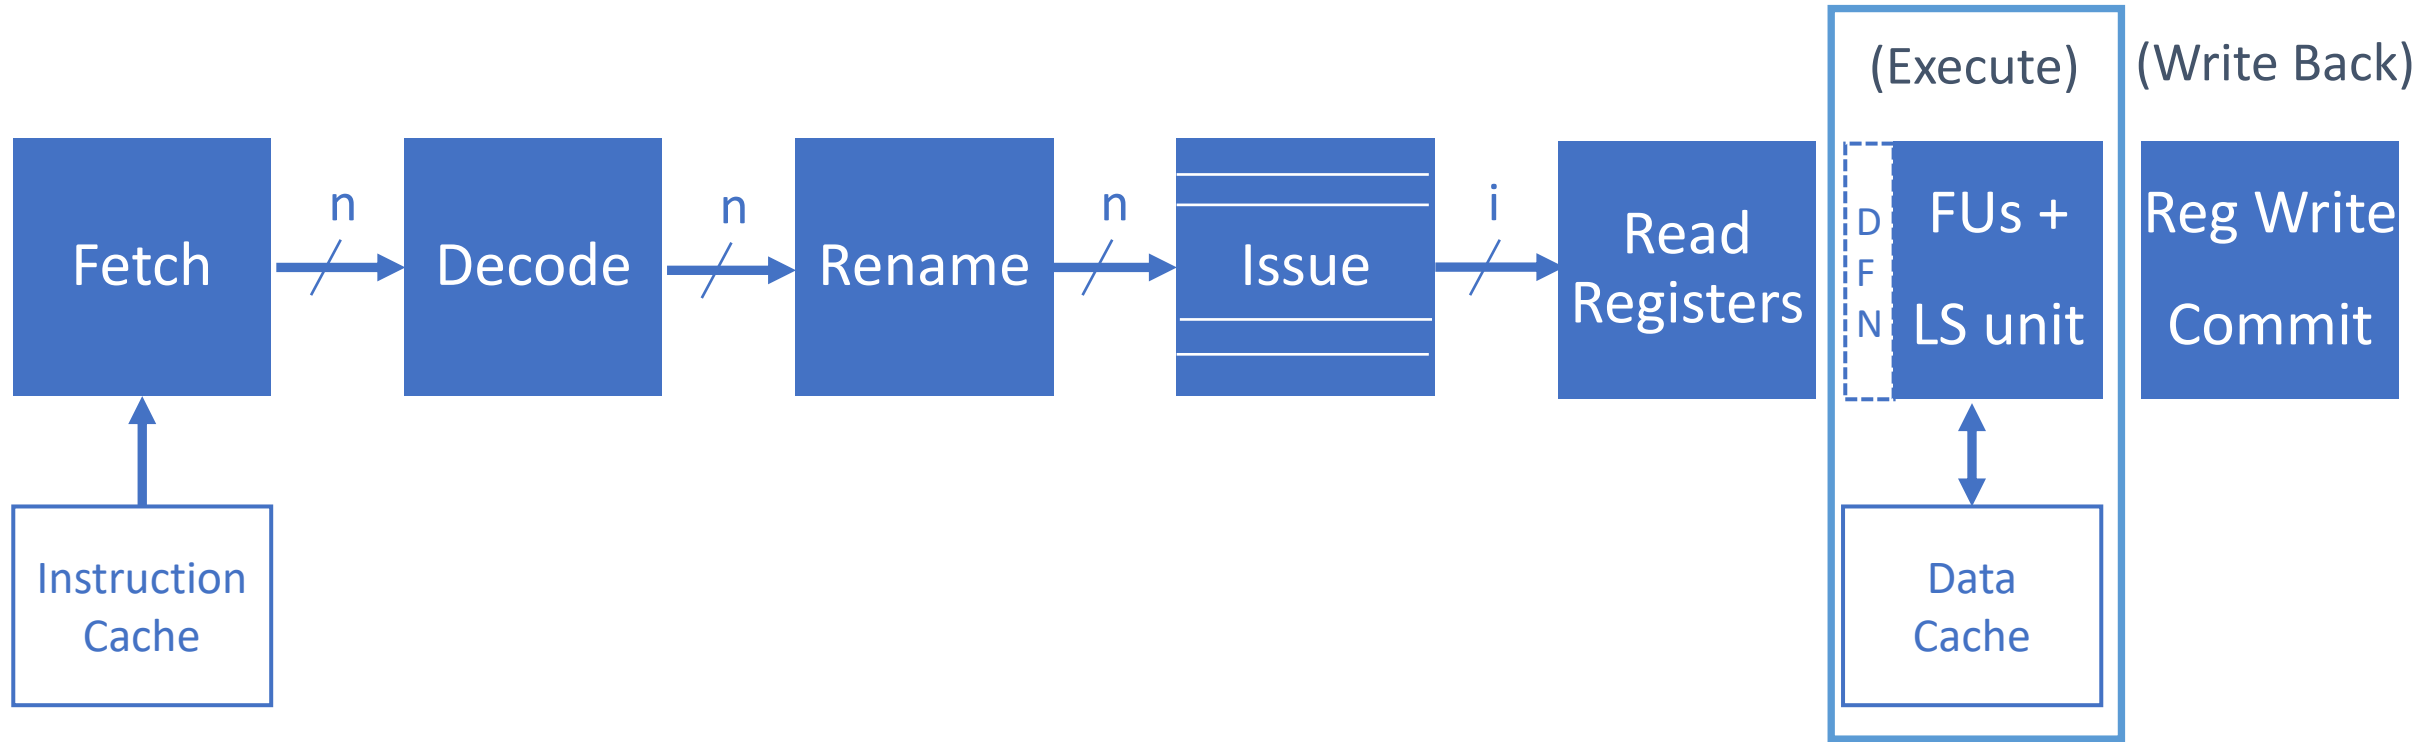 (Execute)
(Write Back)
n
n
n
i
Fetch
Decode
Rename
Issue
Read
Registers
D
F
N
FUs +
LS unit
Reg Write
Commit
Instruction
Cache
Data
Cache